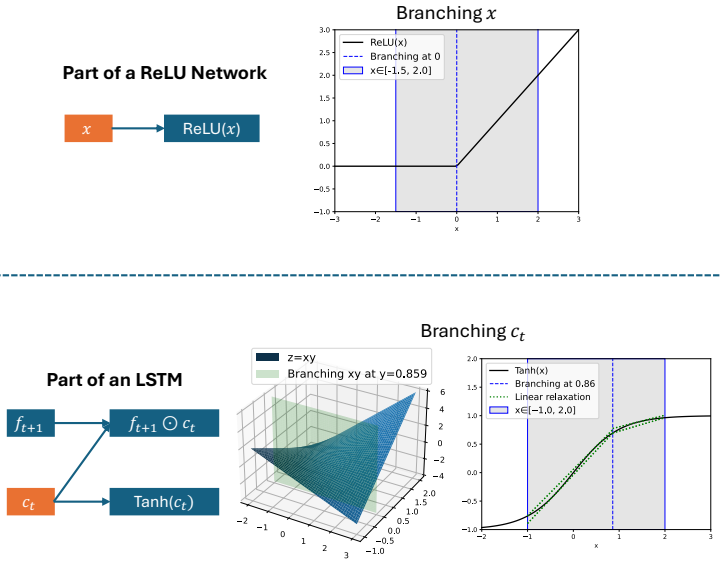 Branching x
Part of a ReLU Network
x
ReLU(x)
ReLU(x)
Branching at 0
x∈[-1.5, 2.0]
3.0
2.5
2.0
1.5
1.0
0.5
0.0
−0.5
−1.0
−3 −2 −1 0 1 2 3
x
Branching c_t
Part of an LSTM
f_{t+1}
f_{t+1} ⊙ c_t
c_t
Tanh(c_t)
z=xy
Branching xy at y=0.859
6
4
2
0
−2
−4
−2 −1 0 1 2 3
−1.0 −0.5 0.0 0.5 1.0 1.5 2.0
Tanh(x)
Branching at 0.86
Linear relaxation
x∈[−1.0, 2.0]
2.0
1.5
1.0
0.5
0.0
−0.5
−1.0
−2 −1 0 1 2 3
x